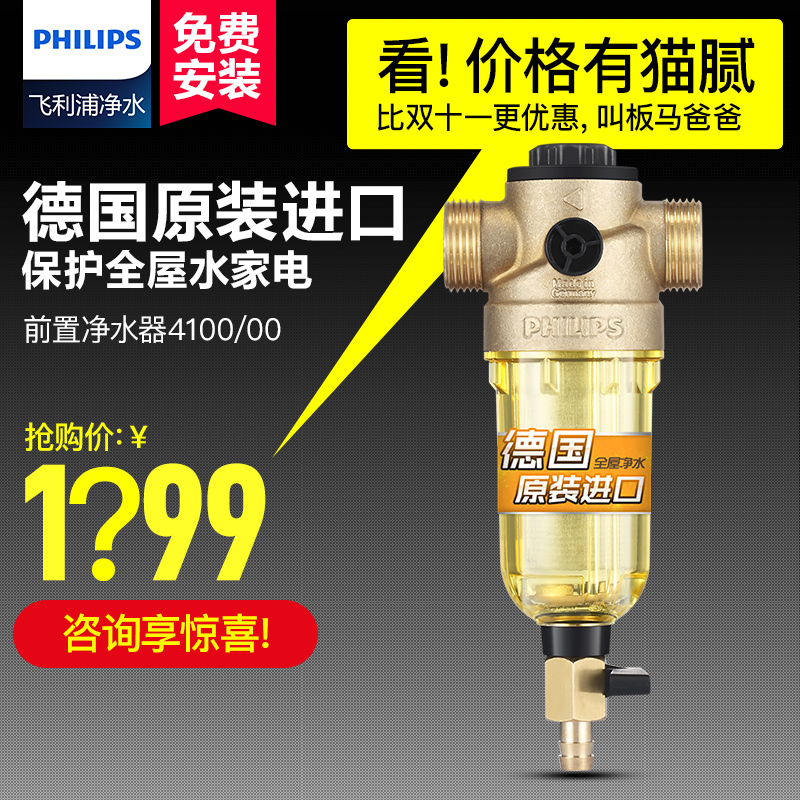 PHILIPS
飞利浦净水
免费
安装
看! 价格有猫腻
比双十一更优惠, 叫板马爸爸
德国原装进口
保护全屋水家电
前置净水器4100/00
Made in
Germany
PHILIPS
德国 全屋净水
原装进口
抢购价: ¥
1?99
咨询享惊喜!